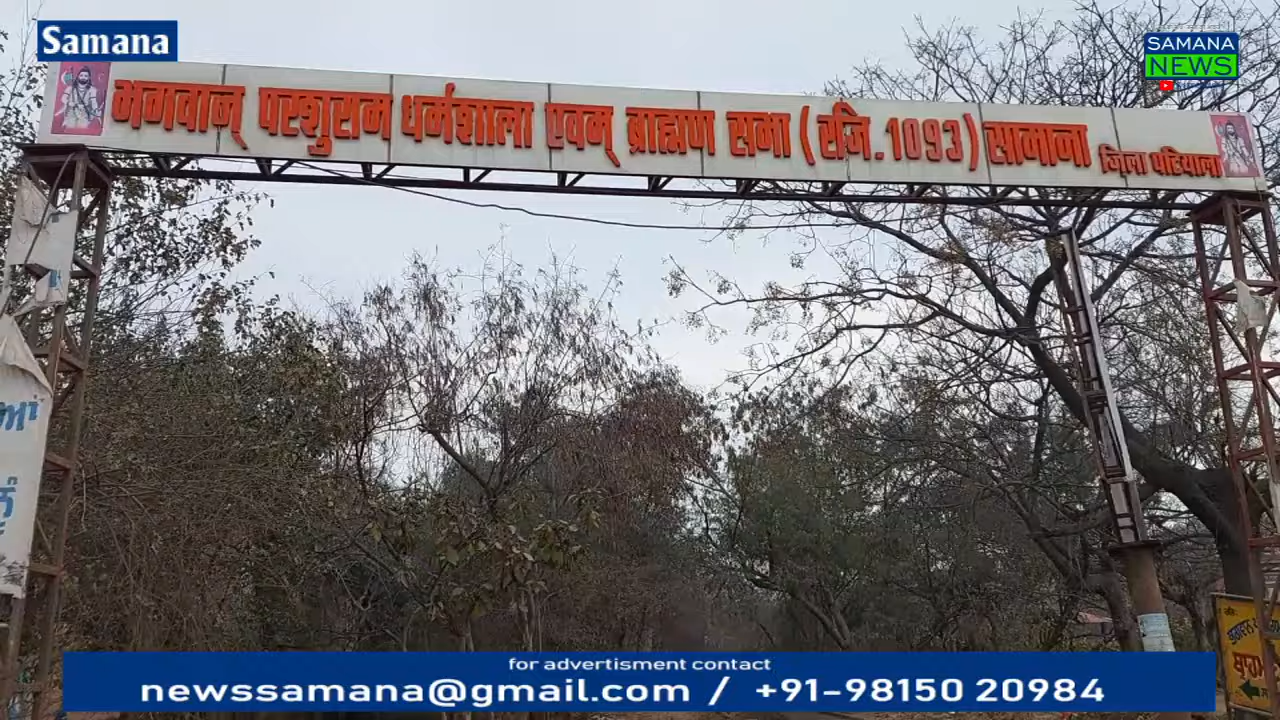 Samana
SAMANA
NEWS
भगवान् परशुराम धर्मशाला एवम् ब्राह्मण सभा (रजि.1093) सामाना जिला पटियाला
for advertisment contact
newssamana@gmail.com / +91-98150 20984